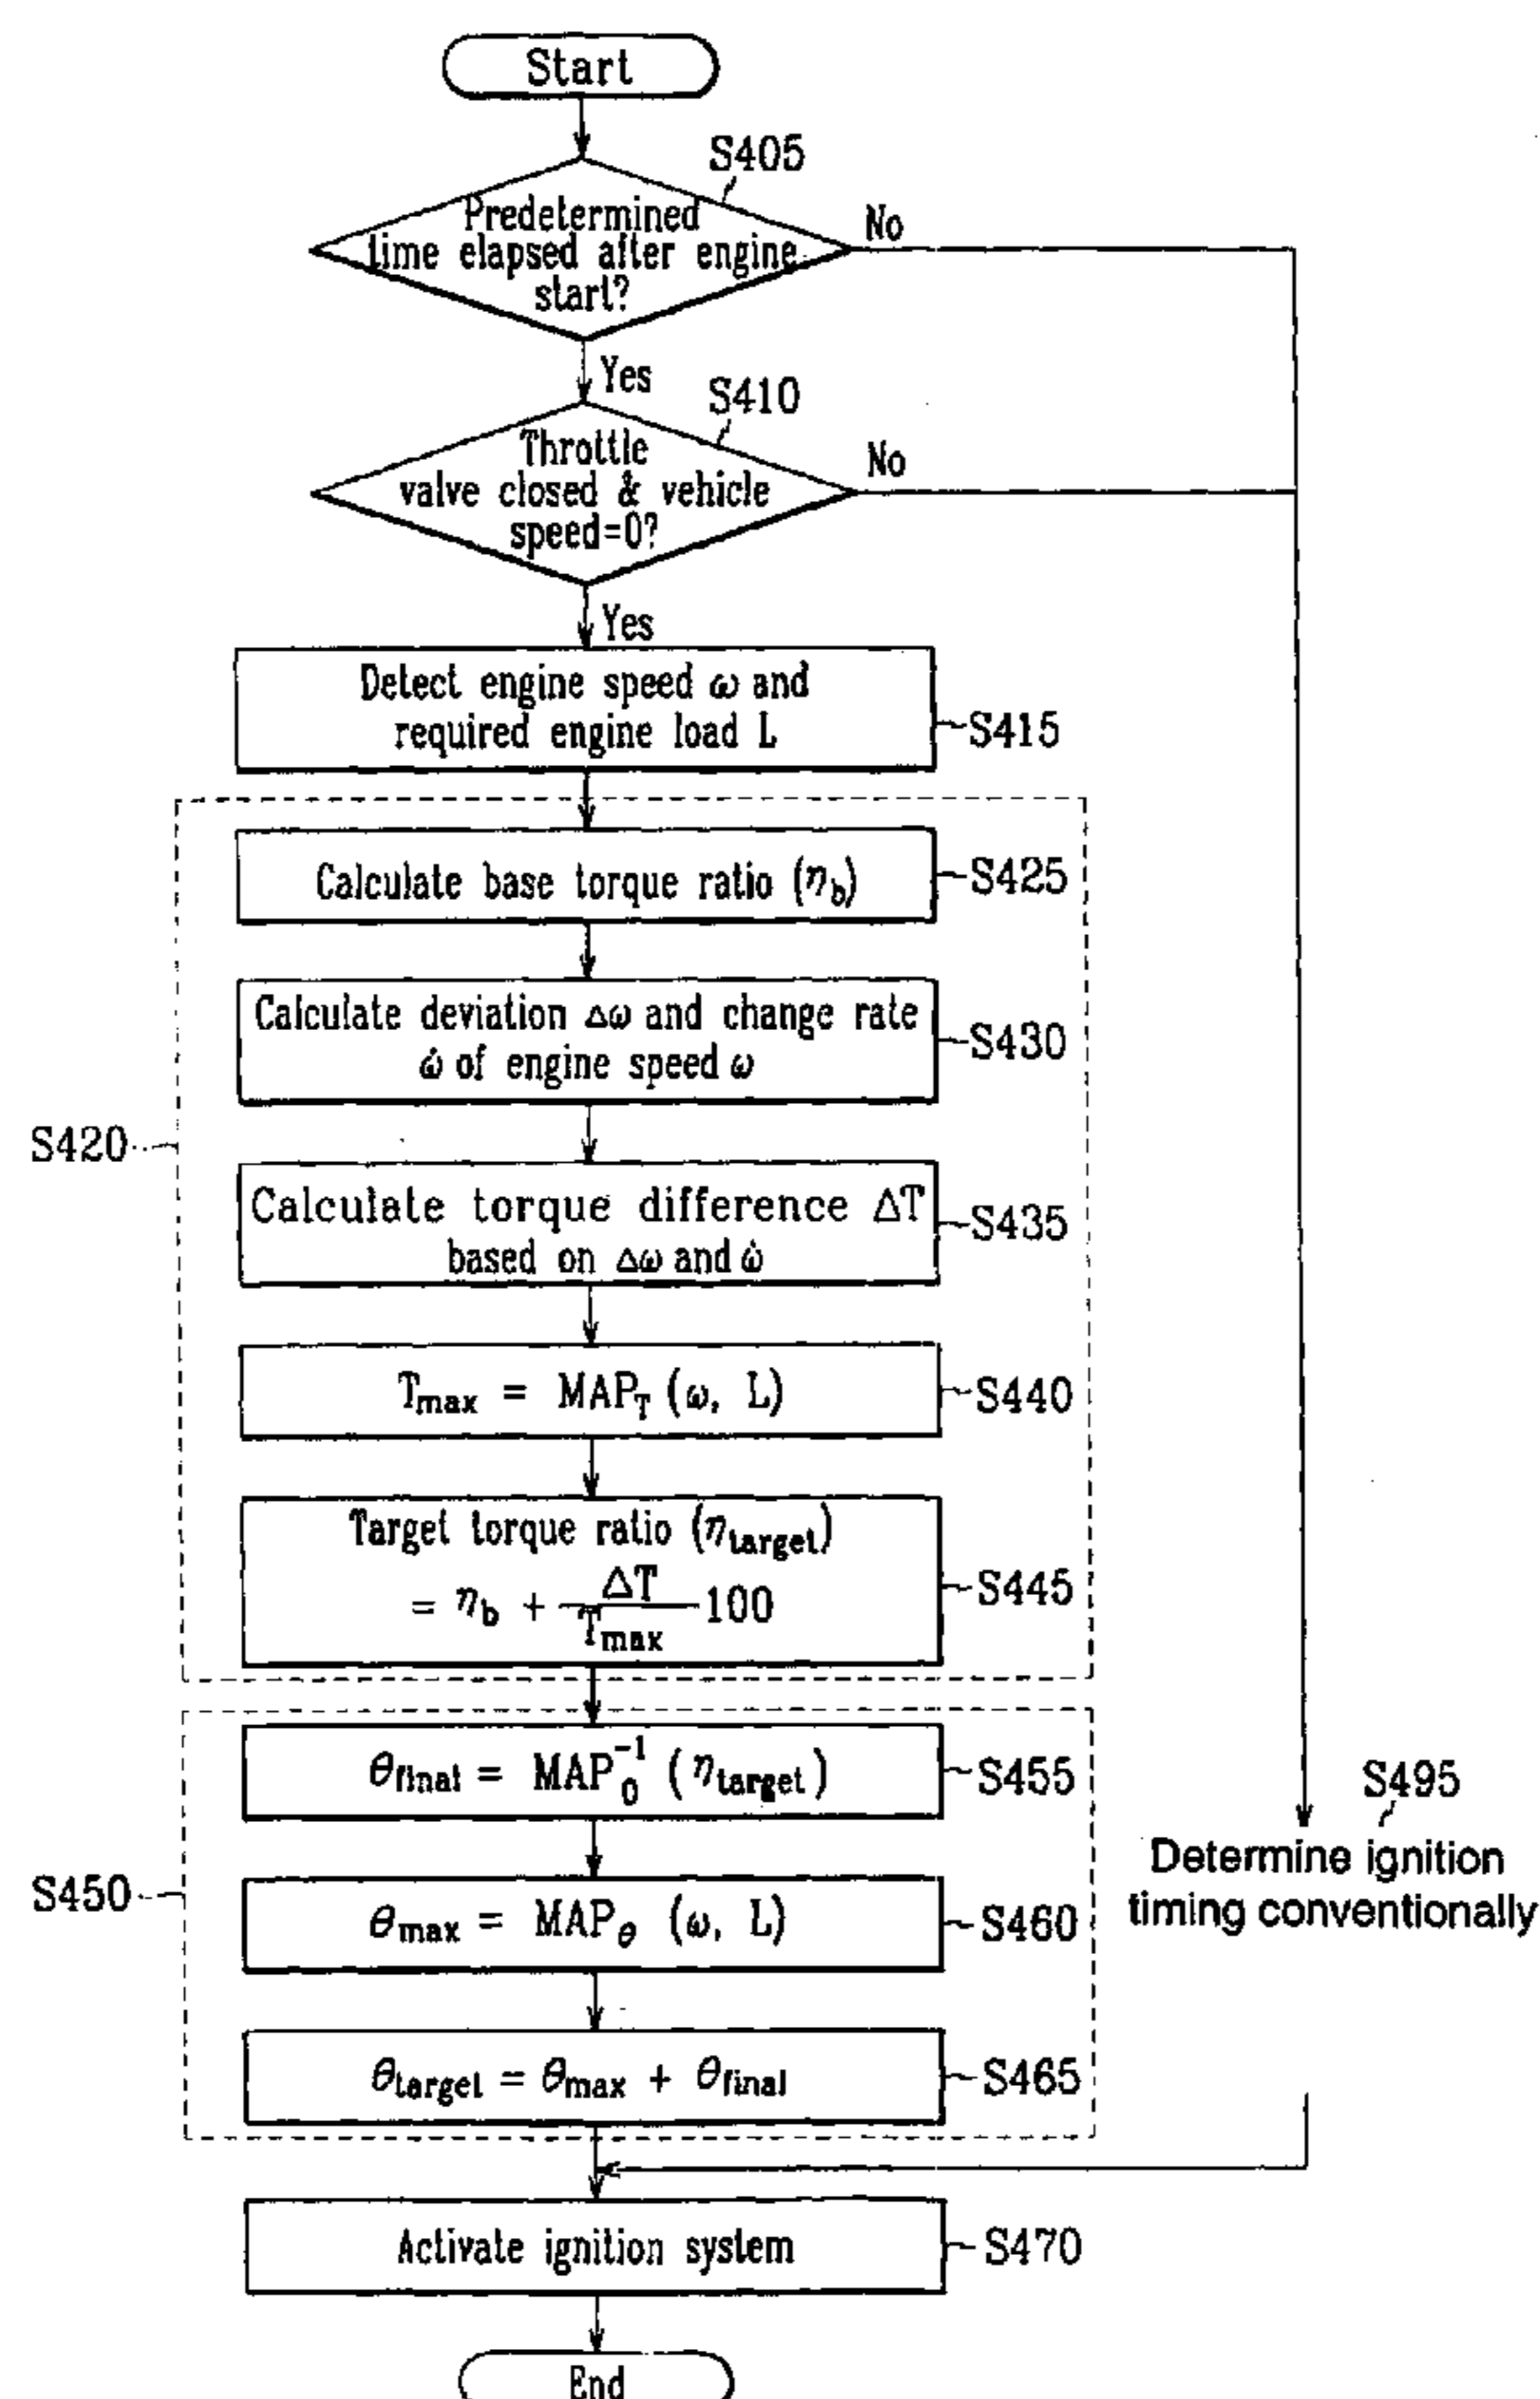 Start
S405
Predetermined
time elapsed after engine
start?
No
Yes
S410
Throttle
valve closed & vehicle
speed=0?
No
Yes
Detect engine speed ω and
required engine load L
S415
Calculate base torque ratio (η_b)
S425
Calculate deviation Δω and change rate
ω̇ of engine speed ω
S430
S420
Calculate torque difference ΔT
based on Δω and ω̇
S435
T_max = MAP_T (ω, L)
S440
Target torque ratio (η_target)
= η_b + ΔT/T_max 100
S445
θ_final = MAP_0^-1 (η_target)
S455
S495
Determine ignition
timing conventionally
S450
θ_max = MAP_θ (ω, L)
S460
θ_target = θ_max + θ_final
S465
Activate ignition system
S470
End